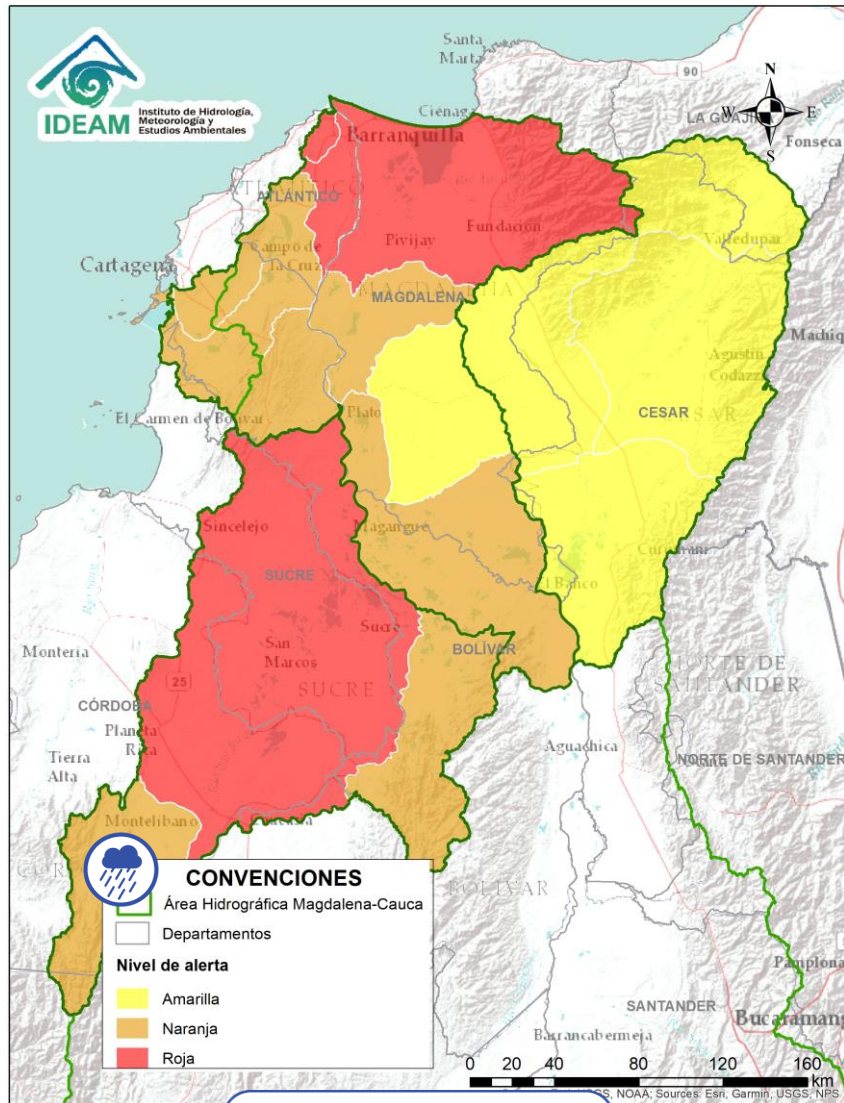 IDEAM
Instituto de Hidrología,
Meteorología y
Estudios Ambientales
Santa
Marta
90
N
W
E
S
LA GUAJIRA
Ciénaga
Fonseca
Barranquilla
ATLÁNTICO
Fundación
Pivijay
Valledupar
Campo de
la Cruz
Cartagena
MAGDALENA
MAGDALENA
Agustín
Codazzi
El Carmen de Bolívar
Plato
CESAR
Sincelejo
Magangué
SUCRE
El Banco
Sucre
San
Marcos
BOLÍVAR
Montería
25
SUCRE
NORTE DE
SANTANDER
CÓRDOBA
Planeta
Rica
Aguachica
NORTE DE SANTANDER
Tierra
Alta
Montelíbano
CONVENCIONES
Área Hidrográfica Magdalena-Cauca
BOLÍVAR
Departamentos
Nivel de alerta
Pamplona
Amarilla
Naranja
SANTANDER
Roja
Barrancabermeja
0 20 40 80 120 160
km
NOAA; Sources: Esri, Garmin, USGS, NPS